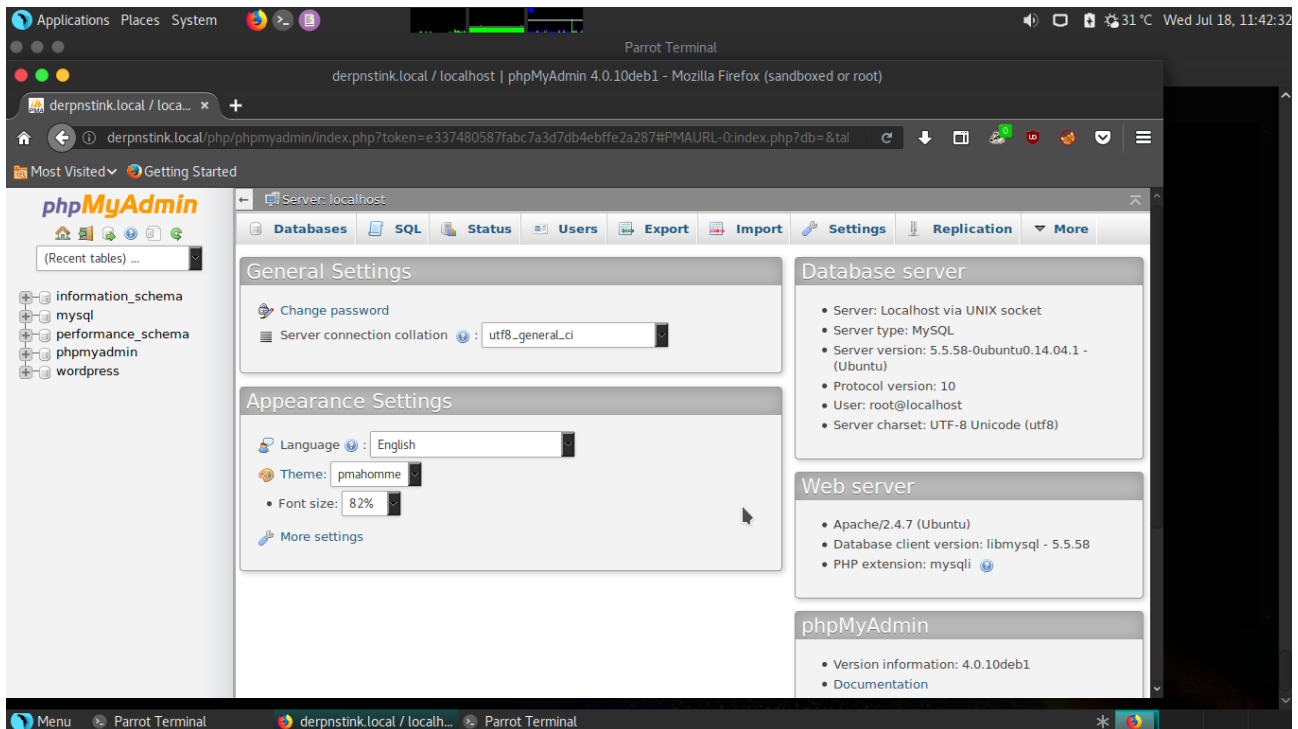 Applications Places System
31 °C Wed Jul 18, 11:42:32
Parrot Terminal
derpnstink.local / localhost | phpMyAdmin 4.0.10deb1 - Mozilla Firefox (sandboxed or root)
derpnstink.local / loca... × +
derpnstink.local/php/phpmyadmin/index.php?token=e337480587fabc7a3d7db4ebffe2a287#PMAURL-0:index.php?db=&tal
0
Most Visited Getting Started
phpMyAdmin
(Recent tables) ...
information_schema
mysql
performance_schema
phpmyadmin
wordpress
Server: localhost
Databases SQL Status Users Export Import Settings Replication More
General Settings
Change password
Server connection collation : utf8_general_ci
Appearance Settings
Language : English
Theme: pmahomme
• Font size: 82%
More settings
Database server
• Server: Localhost via UNIX socket
• Server type: MySQL
• Server version: 5.5.58-0ubuntu0.14.04.1 -
(Ubuntu)
• Protocol version: 10
• User: root@localhost
• Server charset: UTF-8 Unicode (utf8)
Web server
• Apache/2.4.7 (Ubuntu)
• Database client version: libmysql - 5.5.58
• PHP extension: mysqli
phpMyAdmin
• Version information: 4.0.10deb1
• Documentation
Menu Parrot Terminal derpnstink.local / localh... Parrot Terminal